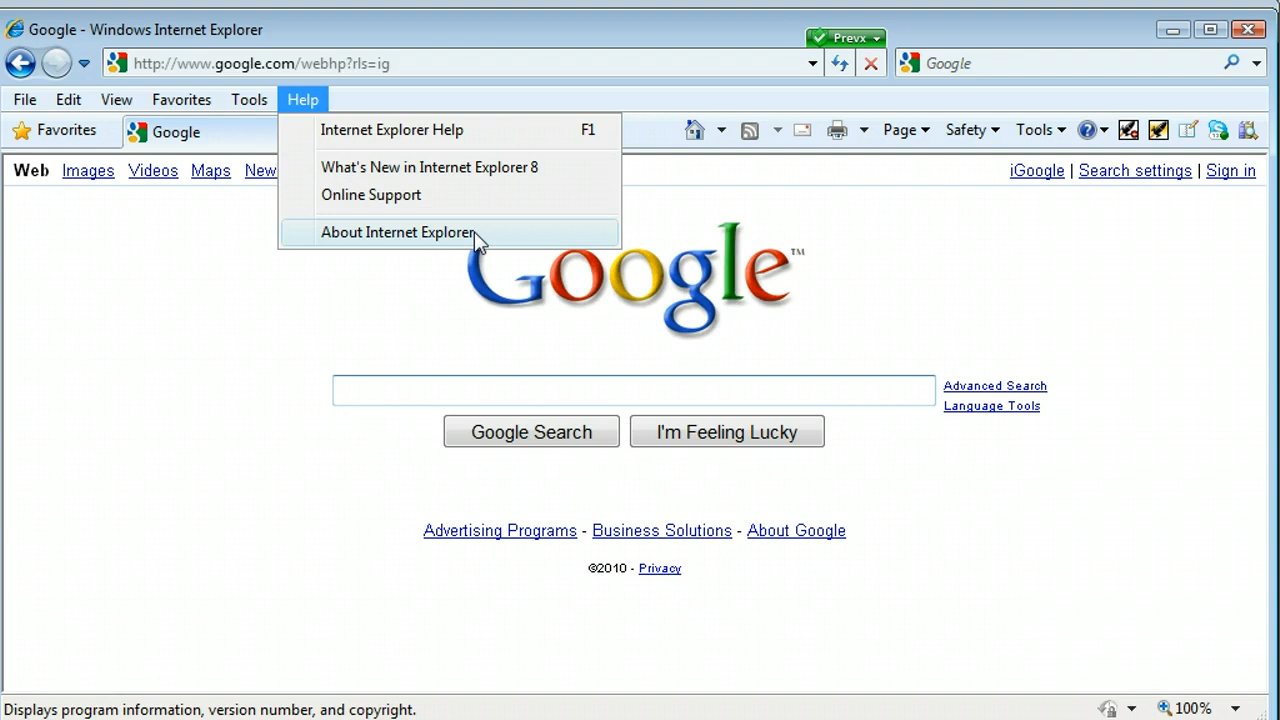 Google - Windows Internet Explorer
Prevx
http://www.google.com/webhp?rls=ig
Google
File Edit View Favorites Tools Help
Favorites
Google
Page Safety Tools
Internet Explorer Help F1
What's New in Internet Explorer 8
Online Support
About Internet Explorer
Web Images Videos Maps New
iGoogle | Search settings | Sign in
Google™
Advanced Search
Language Tools
Google Search I'm Feeling Lucky
Advertising Programs - Business Solutions - About Google
©2010 - Privacy
Displays program information, version number, and copyright.
100%